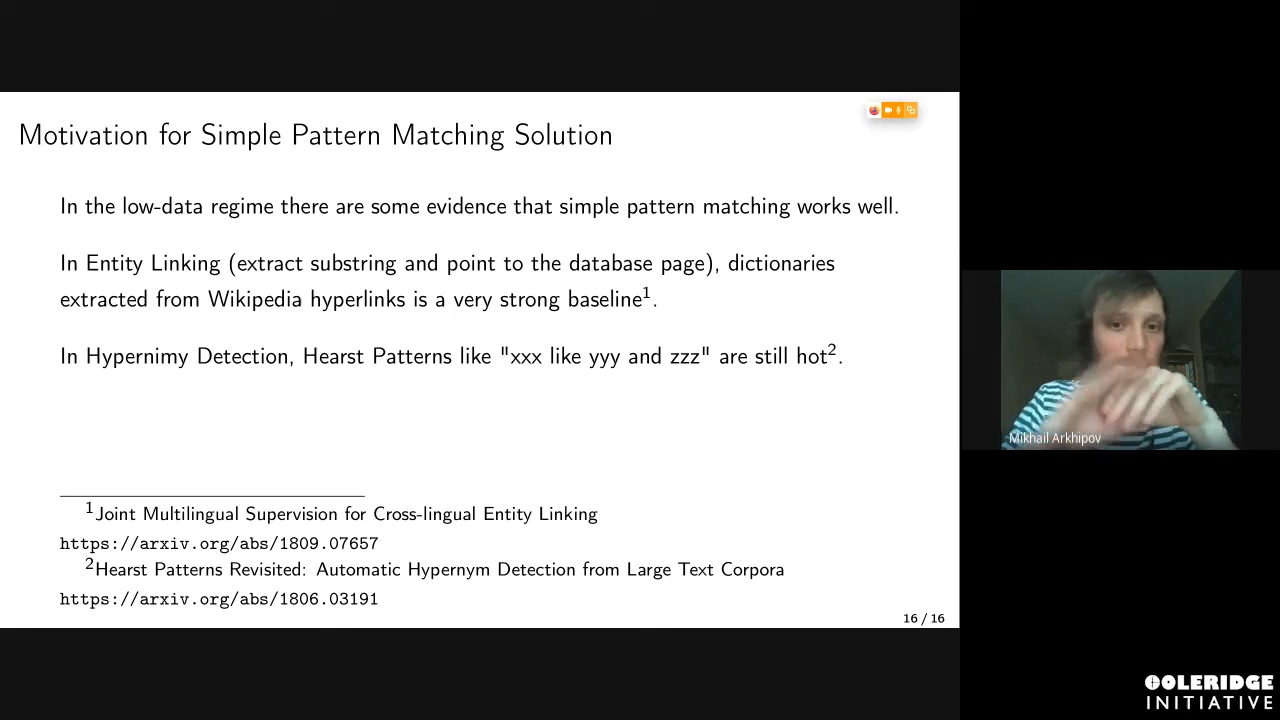 Motivation for Simple Pattern Matching Solution
In the low-data regime there are some evidence that simple pattern matching works well.
In Entity Linking (extract substring and point to the database page), dictionaries
extracted from Wikipedia hyperlinks is a very strong baseline1.
In Hypernimy Detection, Hearst Patterns like "xxx like yyy and zzz" are still hot2.
1Joint Multilingual Supervision for Cross-lingual Entity Linking
https://arxiv.org/abs/1809.07657
2Hearst Patterns Revisited: Automatic Hypernym Detection from Large Text Corpora
https://arxiv.org/abs/1806.03191
16 / 16
Mikhail Arkhipov
COLERIDGE
INITIATIVE